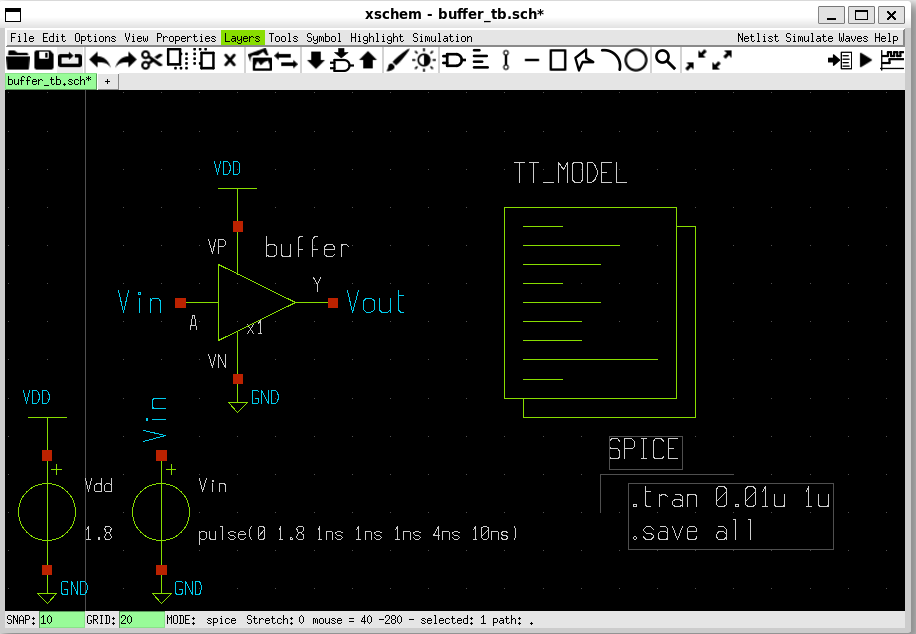 xschem - buffer_tb.sch*
File Edit Options View Properties Layers Tools Symbol Highlight Simulation Netlist Simulate Waves Help
buffer_tb.sch* +
VDD
TT_MODEL
VP buffer
Vin Y Vout
A x1
VN
VDD GND
Vin
SPICE
+ +
Vdd Vin
.tran 0.01u 1u
1.8 pulse(0 1.8 1ns 1ns 1ns 4ns 10ms)
.save all
GND GND
SNAP: 10 GRID: 20 MODE: spice Stretch: 0 mouse = 40 -280 - selected: 1 path: .